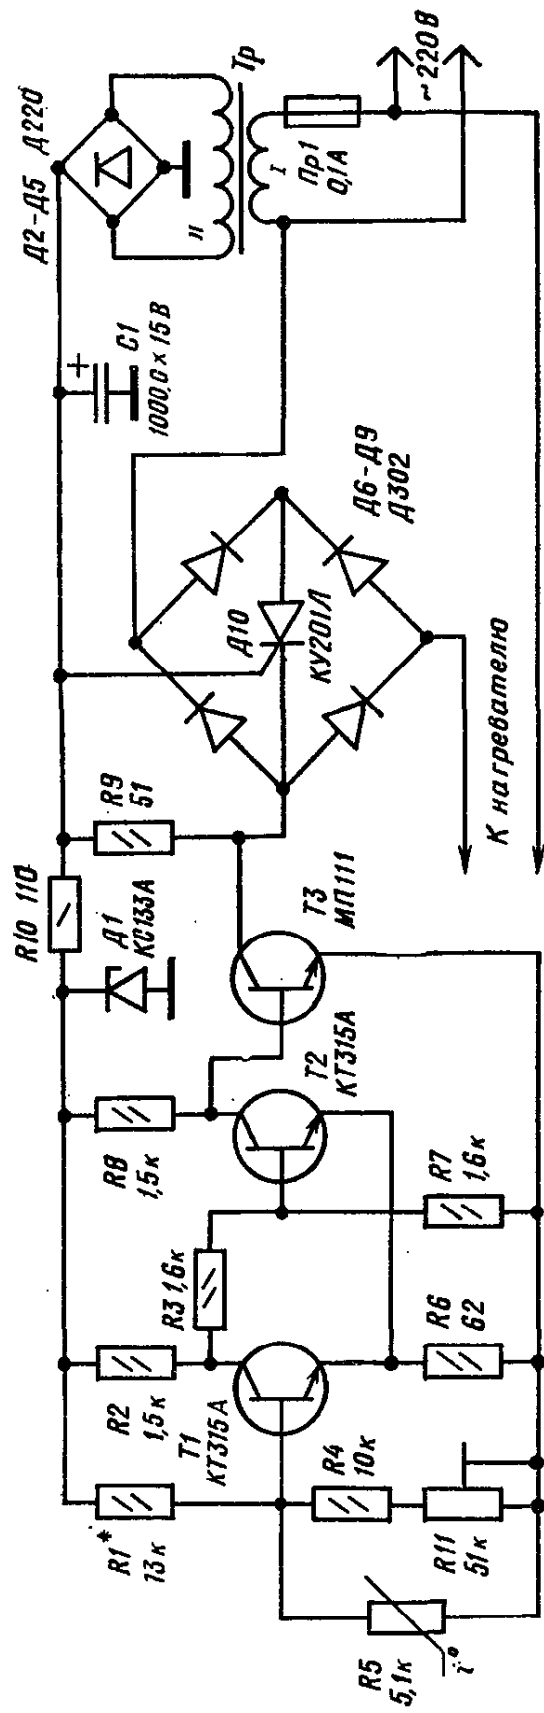 R1*
13к
R2
1,5к
T1
КТ315А
R3 1,6к
R8
1,5к
R10 110
Д1
КС133А
R9
51
Д10
КУ201Л
C1
1000,0 × 15В
+
Д2-Д5 Д220
II
Тр
I
Пр1
0,1А
~220В
R5
5,1к
t°
R4
10к
R11
51к
R6
62
R7
1,6к
T2
КТ315А
T3
МП111
Д6-Д9
Д302
К нагревателю